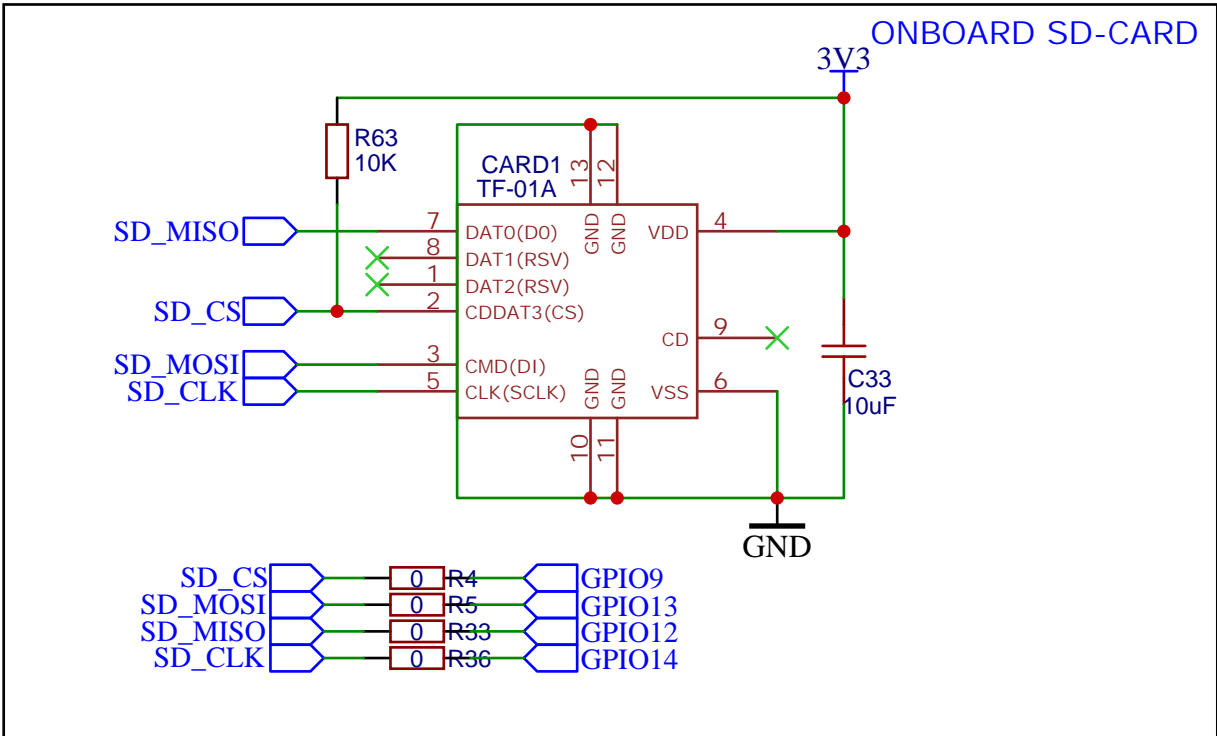 ONBOARD SD-CARD
3V3
R63
10K
CARD1
TF-01A
13
12
SD_MISO
7
DAT0(D0)
GND
GND
VDD
4
8
DAT1(RSV)
1
DAT2(RSV)
SD_CS
2
CDDAT3(CS)
CD
9
SD_MOSI
3
CMD(DI)
SD_CLK
5
CLK(SCLK)
GND
GND
VSS
6
C33
10uF
10
11
GND
SD_CS
0
R4
GPIO9
SD_MOSI
0
R5
GPIO13
SD_MISO
0
R33
GPIO12
SD_CLK
0
R36
GPIO14